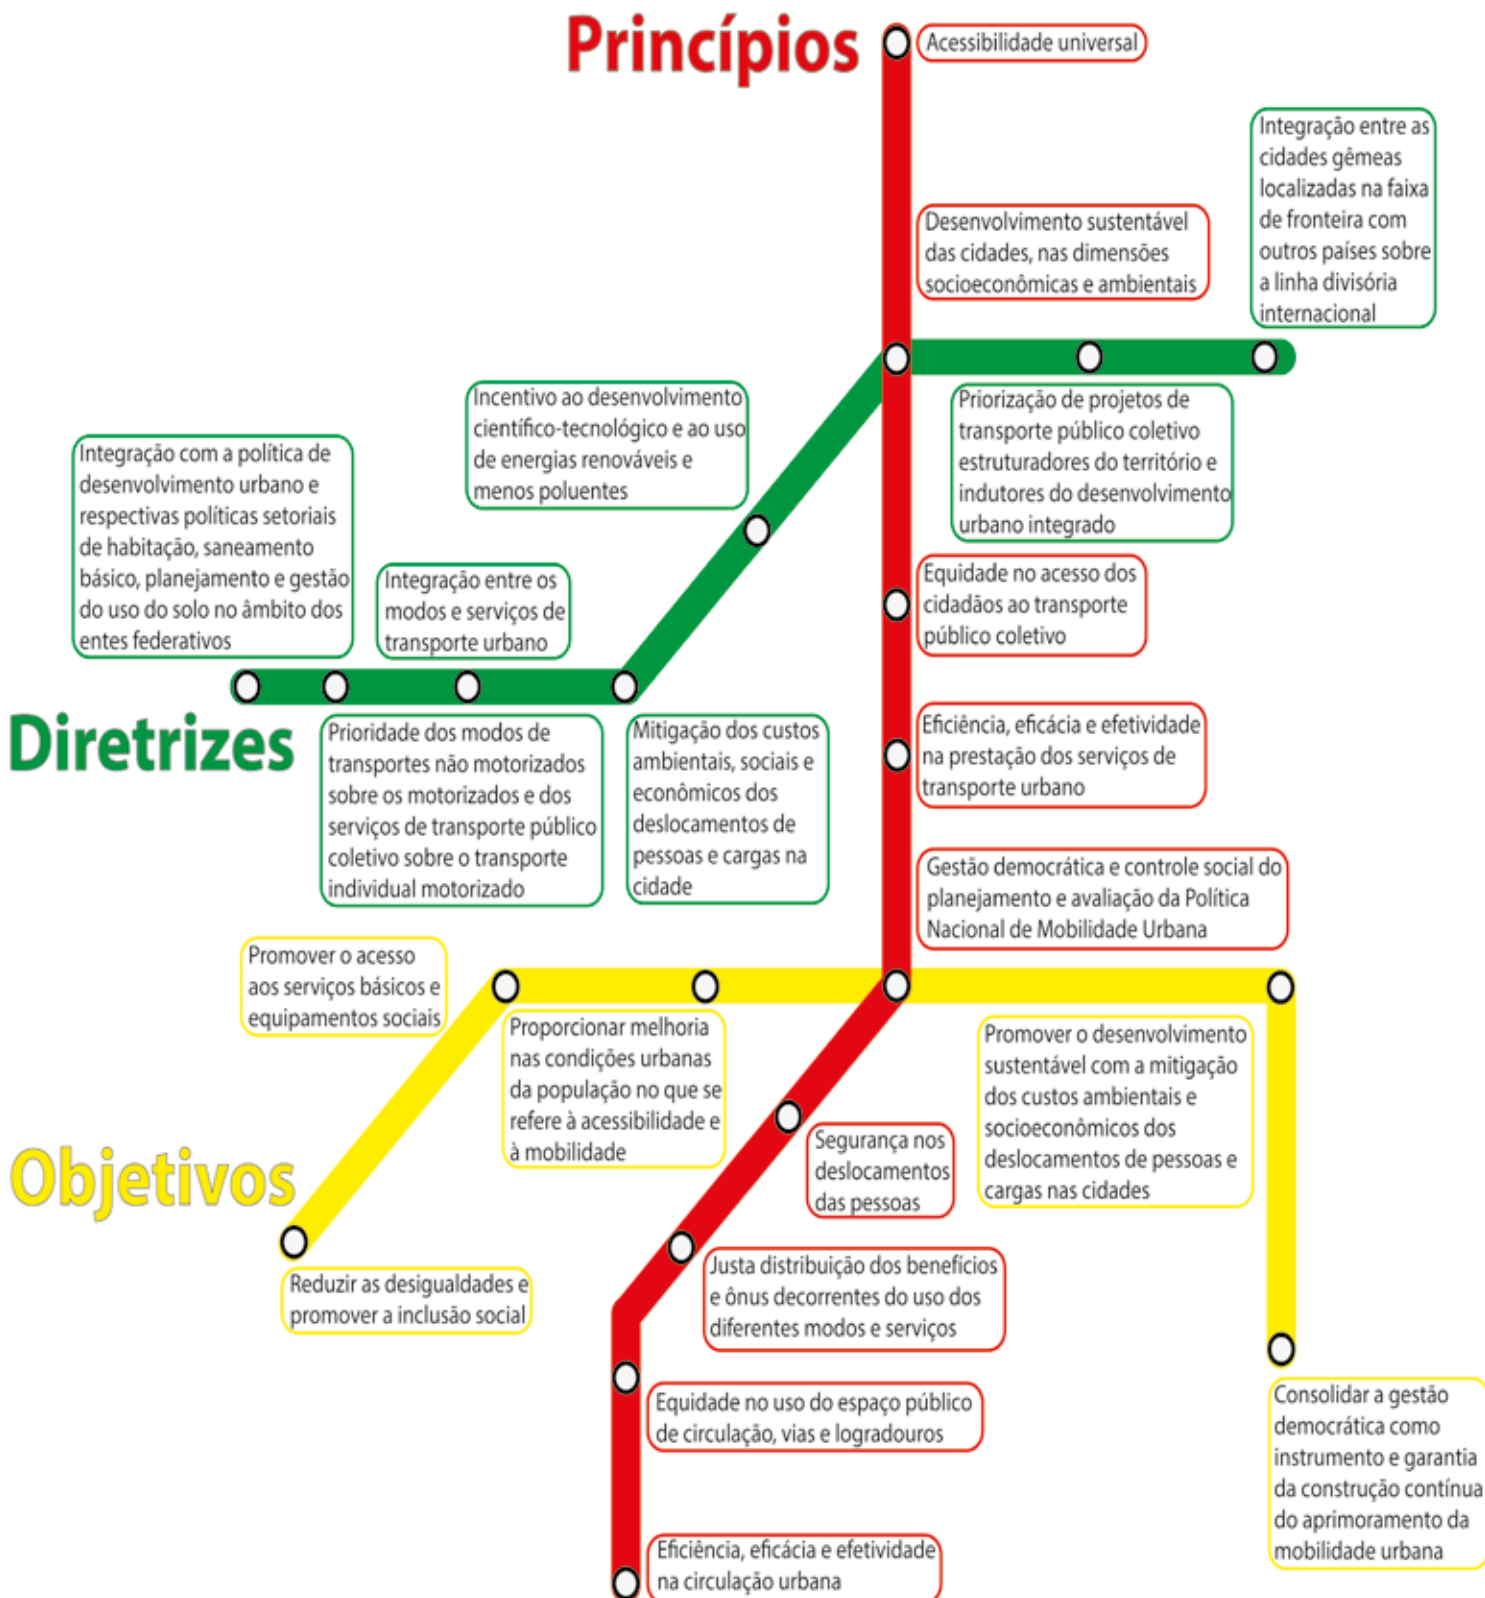 Princípios
Acessibilidade universal
Desenvolvimento sustentável
das cidades, nas dimensões
socioeconômicas e ambientais
Equidade no acesso dos
cidadãos ao transporte
público coletivo
Eficiência, eficácia e efetividade
na prestação dos serviços de
transporte urbano
Gestão democrática e controle social do
planejamento e avaliação da Política
Nacional de Mobilidade Urbana
Segurança nos
deslocamentos
das pessoas
Justa distribuição dos benefícios
e ônus decorrentes do uso dos
diferentes modos e serviços
Equidade no uso do espaço público
de circulação, vias e logradouros
Eficiência, eficácia e efetividade
na circulação urbana
Diretrizes
Integração com a política de
desenvolvimento urbano e
respectivas políticas setoriais
de habitação, saneamento
básico, planejamento e gestão
do uso do solo no âmbito dos
entes federativos
Prioridade dos modos de
transportes não motorizados
sobre os motorizados e dos
serviços de transporte público
coletivo sobre o transporte
individual motorizado
Integração entre os
modos e serviços de
transporte urbano
Mitigação dos custos
ambientais, sociais e
econômicos dos
deslocamentos de
pessoas e cargas na
cidade
Incentivo ao desenvolvimento
científico-tecnológico e ao uso
de energias renováveis e
menos poluentes
Priorização de projetos de
transporte público coletivo
estruturadores do território e
indutores do desenvolvimento
urbano integrado
Integração entre as
cidades gêmeas
localizadas na faixa
de fronteira com
outros países sobre
a linha divisória
internacional
Objetivos
Reduzir as desigualdades e
promover a inclusão social
Promover o acesso
aos serviços básicos e
equipamentos sociais
Proporcionar melhoria
nas condições urbanas
da população no que se
refere à acessibilidade e
à mobilidade
Promover o desenvolvimento
sustentável com a mitigação
dos custos ambientais e
socioeconômicos dos
deslocamentos de pessoas e
cargas nas cidades
Consolidar a gestão
democrática como
instrumento e garantia
da construção contínua
do aprimoramento da
mobilidade urbana